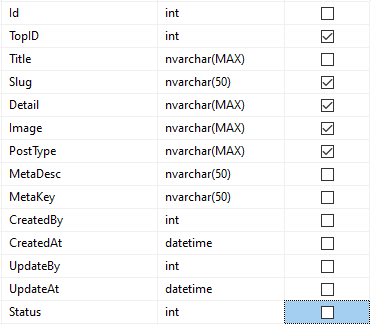 Id int
TopID int
Title nvarchar(MAX)
Slug nvarchar(50)
Detail nvarchar(MAX)
Image nvarchar(MAX)
PostType nvarchar(MAX)
MetaDesc nvarchar(50)
MetaKey nvarchar(50)
CreatedBy int
CreatedAt datetime
UpdateBy int
UpdateAt datetime
Status int